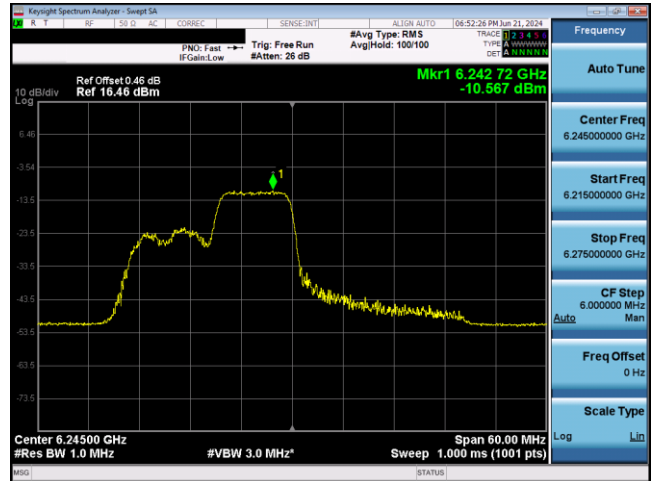 Keysight Spectrum Analyzer - Swept SA
LXI R T RF 50 Ω AC CORREC SENSE:INT ALIGN AUTO 06:52:26 PM Jun 21, 2024
PNO: Fast
IFGain:Low
Trig: Free Run
#Atten: 26 dB
#Avg Type: RMS
Avg|Hold: 100/100
TRACE 1 2 3 4 5 6
TYPE A WWWWW
DET A N N N N N
Ref Offset 0.46 dB
10 dB/div Ref 16.46 dBm
Log
Mkr1 6.242 72 GHz
-10.567 dBm
1
6.46
-3.54
-13.5
-23.5
-33.5
-43.5
-53.5
-63.5
-73.5
Center 6.24500 GHz Span 60.00 MHz
#Res BW 1.0 MHz #VBW 3.0 MHz* Sweep 1.000 ms (1001 pts)
MSG STATUS
Frequency
Auto Tune
Center Freq
6.245000000 GHz
Start Freq
6.215000000 GHz
Stop Freq
6.275000000 GHz
CF Step
6.000000 MHz
Auto Man
Freq Offset
0 Hz
Scale Type
Log Lin